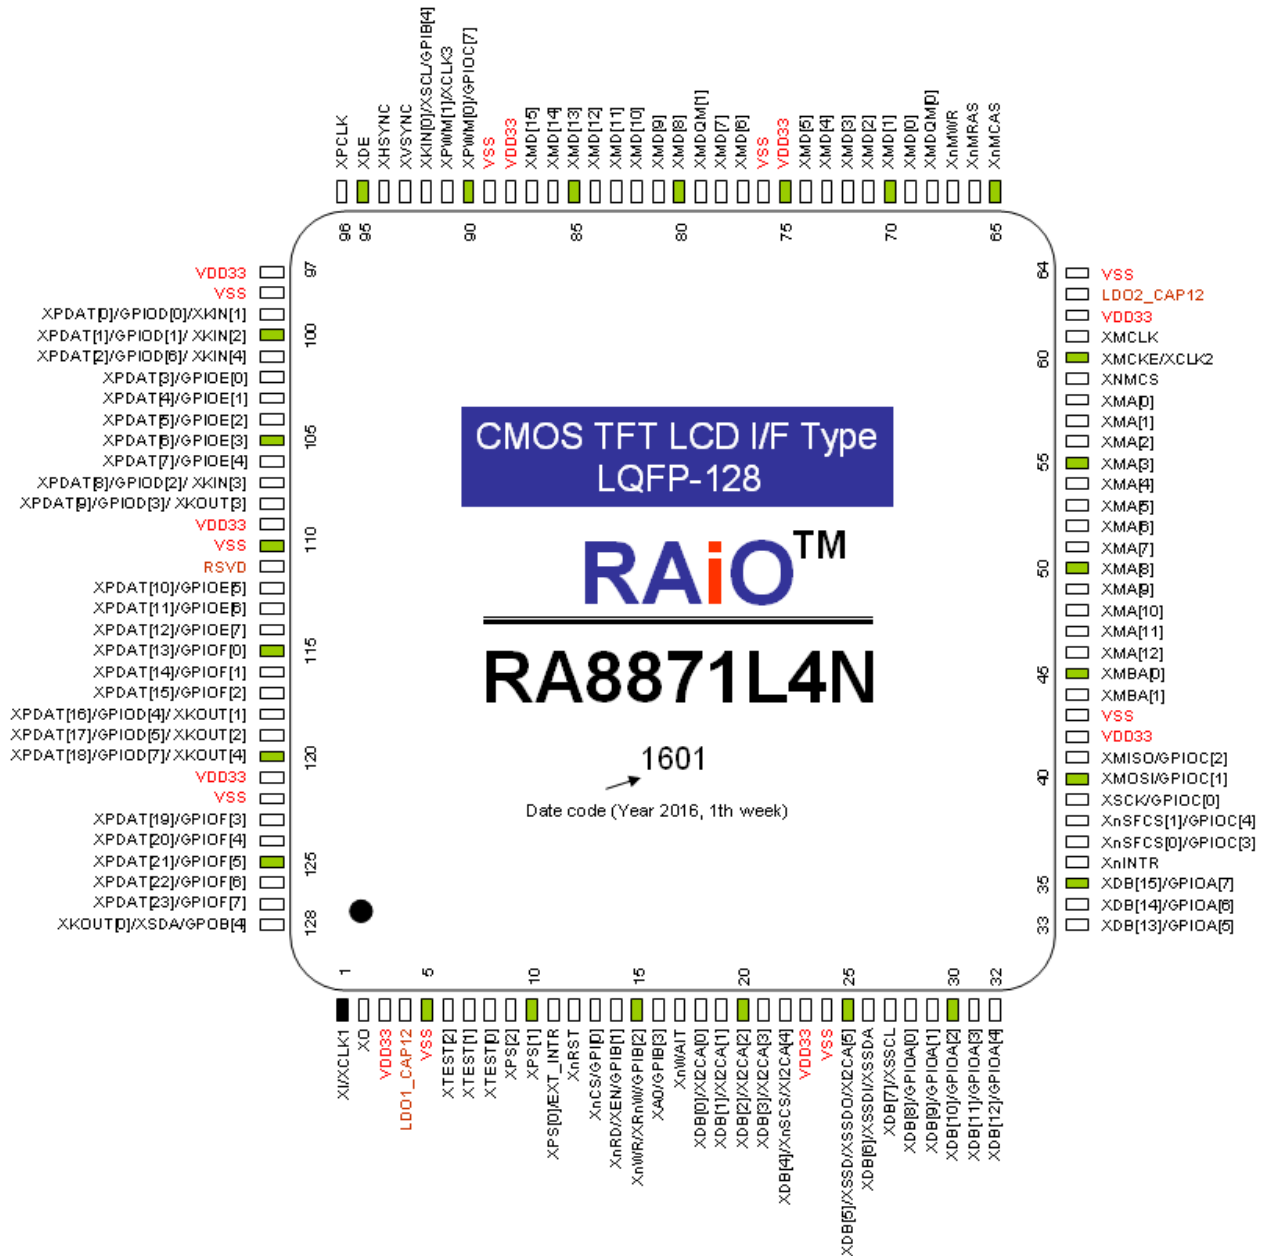 XPCLK
XDE
XHSYNC
XVSYNC
XKIN[0]/XSCL/GPIB[4]
XPWM[1]/XCLK3
XPWM[0]/GPIOC[7]
VSS
VDD33
XMD[15]
XMD[14]
XMD[13]
XMD[12]
XMD[11]
XMD[10]
XMD[9]
XMD[8]
XMDQM[1]
XMD[7]
XMD[6]
VSS
VDD33
XMD[5]
XMD[4]
XMD[3]
XMD[2]
XMD[1]
XMD[0]
XMDQM[0]
XnMWR
XnMRAS
XnMCAS
96
95
90
85
80
75
70
65
VDD33
VSS
XPDAT[0]/GPIOD[0]/XKIN[1]
XPDAT[1]/GPIOD[1]/ XKIN[2]
XPDAT[2]/GPIOD[6]/ XKIN[4]
XPDAT[3]/GPIOE[0]
XPDAT[4]/GPIOE[1]
XPDAT[5]/GPIOE[2]
XPDAT[6]/GPIOE[3]
XPDAT[7]/GPIOE[4]
XPDAT[8]/GPIOD[2]/ XKIN[3]
XPDAT[9]/GPIOD[3]/ XKOUT[3]
VDD33
VSS
RSVD
XPDAT[10]/GPIOE[5]
XPDAT[11]/GPIOE[6]
XPDAT[12]/GPIOE[7]
XPDAT[13]/GPIOF[0]
XPDAT[14]/GPIOF[1]
XPDAT[15]/GPIOF[2]
XPDAT[16]/GPIOD[4]/ XKOUT[1]
XPDAT[17]/GPIOD[5]/ XKOUT[2]
XPDAT[18]/GPIOD[7]/ XKOUT[4]
VDD33
VSS
XPDAT[19]/GPIOF[3]
XPDAT[20]/GPIOF[4]
XPDAT[21]/GPIOF[5]
XPDAT[22]/GPIOF[6]
XPDAT[23]/GPIOF[7]
XKOUT[0]/XSDA/GPOB[4]
97
100
105
110
115
120
125
128
CMOS TFT LCD I/F Type
LQFP-128
RAiO™
RA8871L4N
1601
Date code (Year 2016, 1th week)
64
60
55
50
45
40
35
33
VSS
LDO2_CAP12
VDD33
XMCLK
XMCKE/XCLK2
XNMCS
XMA[0]
XMA[1]
XMA[2]
XMA[3]
XMA[4]
XMA[5]
XMA[6]
XMA[7]
XMA[8]
XMA[9]
XMA[10]
XMA[11]
XMA[12]
XMBA[0]
XMBA[1]
VSS
VDD33
XMISO/GPIOC[2]
XMOSI/GPIOC[1]
XSCK/GPIOC[0]
XnSFCS[1]/GPIOC[4]
XnSFCS[0]/GPIOC[3]
XnINTR
XDB[15]/GPIOA[7]
XDB[14]/GPIOA[6]
XDB[13]/GPIOA[5]
1
5
10
15
20
25
30
32
XI/XCLK1
XO
VDD33
LDO1_CAP12
VSS
XTEST[2]
XTEST[1]
XTEST[0]
XPS[2]
XPS[1]
XPS[0]/EXT_INTR
XnRST
XnCS/GPI[0]
XnRD/XEN/GPIB[1]
XnWR/XRnW/GPIB[2]
XA0/GPIB[3]
XnWAIT
XDB[0]/XI2CA[0]
XDB[1]/XI2CA[1]
XDB[2]/XI2CA[2]
XDB[3]/XI2CA[3]
XDB[4]/XnSCS/XI2CA[4]
VDD33
VSS
XDB[5]/XSSD/XSSDO/XI2CA[5]
XDB[6]/XSSDI/XSSDA
XDB[7]/XSSCL
XDB[8]/GPIOA[0]
XDB[9]/GPIOA[1]
XDB[10]/GPIOA[2]
XDB[11]/GPIOA[3]
XDB[12]/GPIOA[4]